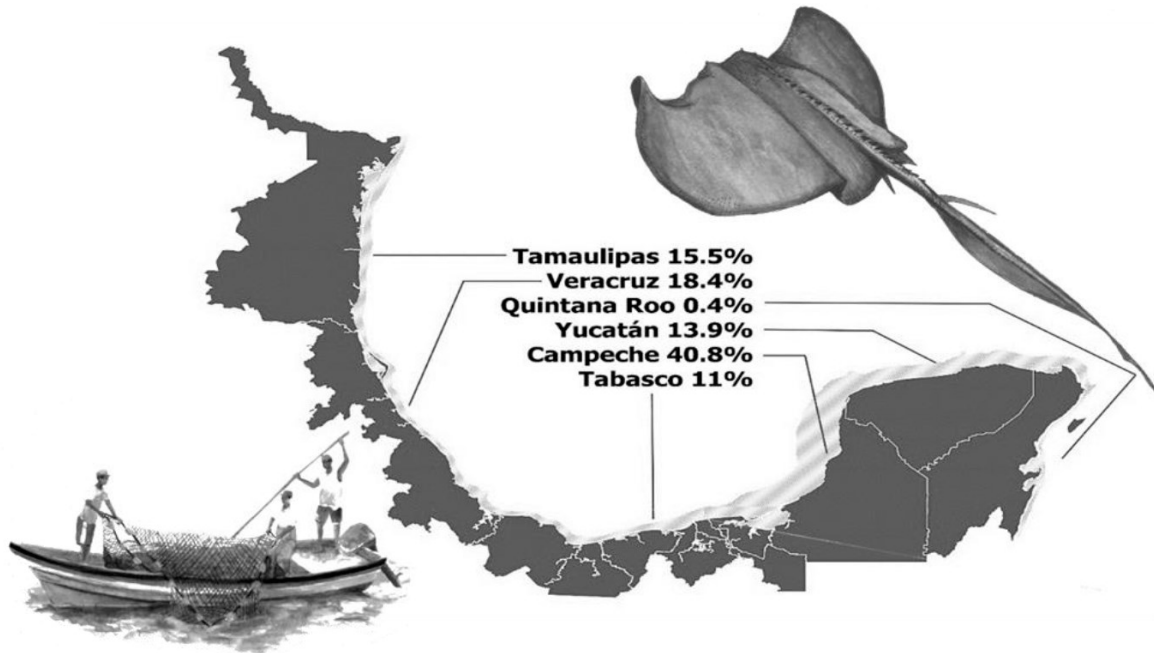 Tamaulipas 15.5%
Veracruz 18.4%
Quintana Roo 0.4%
Yucatán 13.9%
Campeche 40.8%
Tabasco 11%